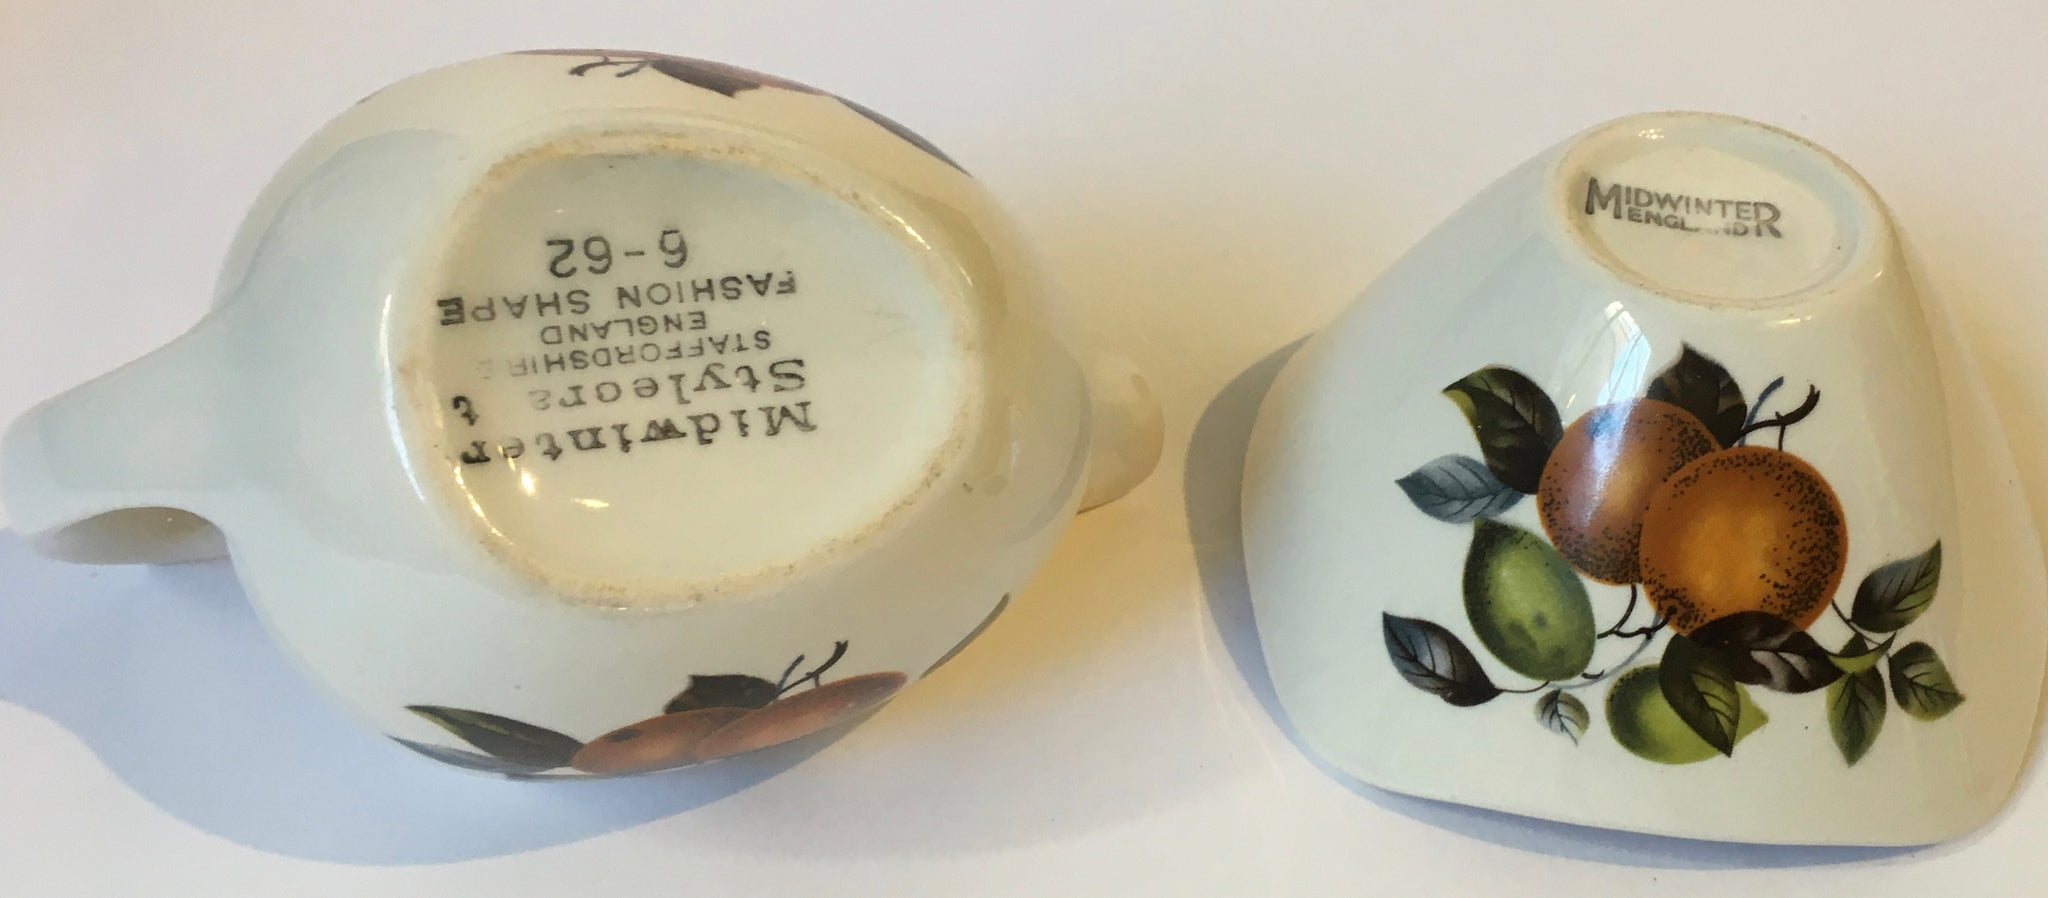 Midwinter
Stylecraft
STAFFORDSHIRE
ENGLAND
FASHION SHAPE
6-62
MIDWINTER
ENGLAND